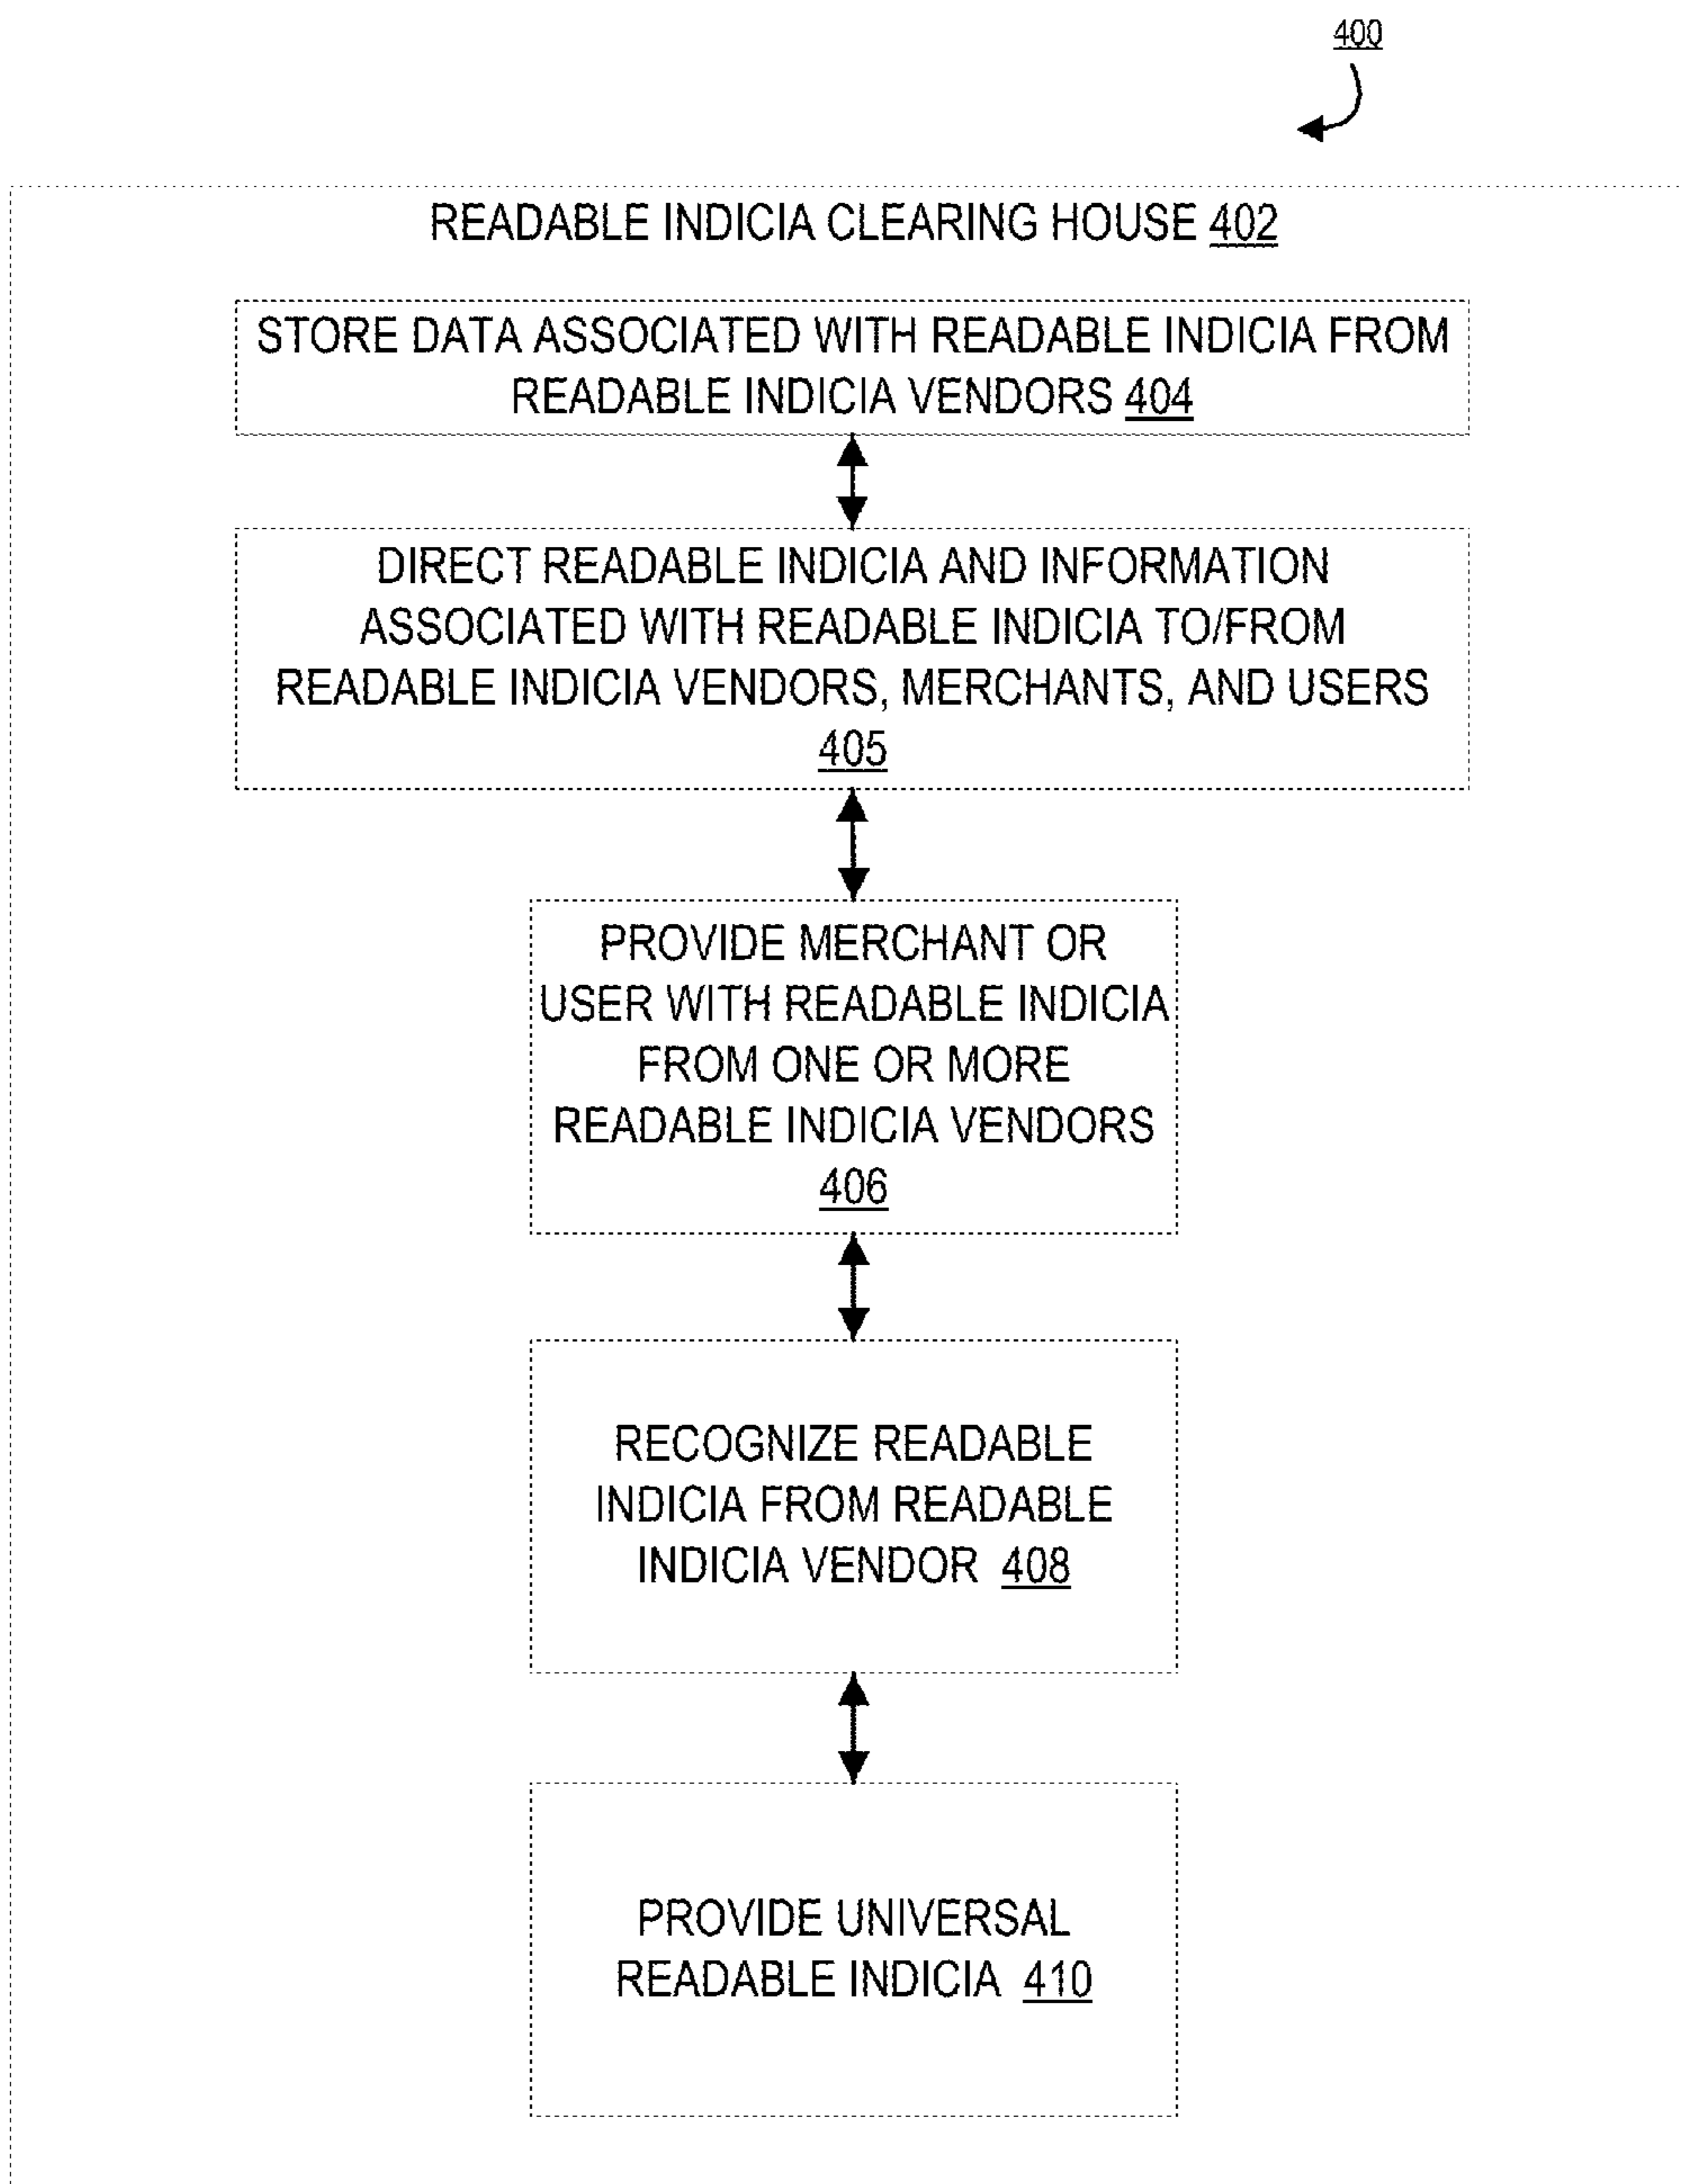 400
READABLE INDICIA CLEARING HOUSE 402
STORE DATA ASSOCIATED WITH READABLE INDICIA FROM
READABLE INDICIA VENDORS 404
DIRECT READABLE INDICIA AND INFORMATION
ASSOCIATED WITH READABLE INDICIA TO/FROM
READABLE INDICIA VENDORS, MERCHANTS, AND USERS
405
PROVIDE MERCHANT OR
USER WITH READABLE INDICIA
FROM ONE OR MORE
READABLE INDICIA VENDORS
406
RECOGNIZE READABLE
INDICIA FROM READABLE
INDICIA VENDOR 408
PROVIDE UNIVERSAL
READABLE INDICIA 410